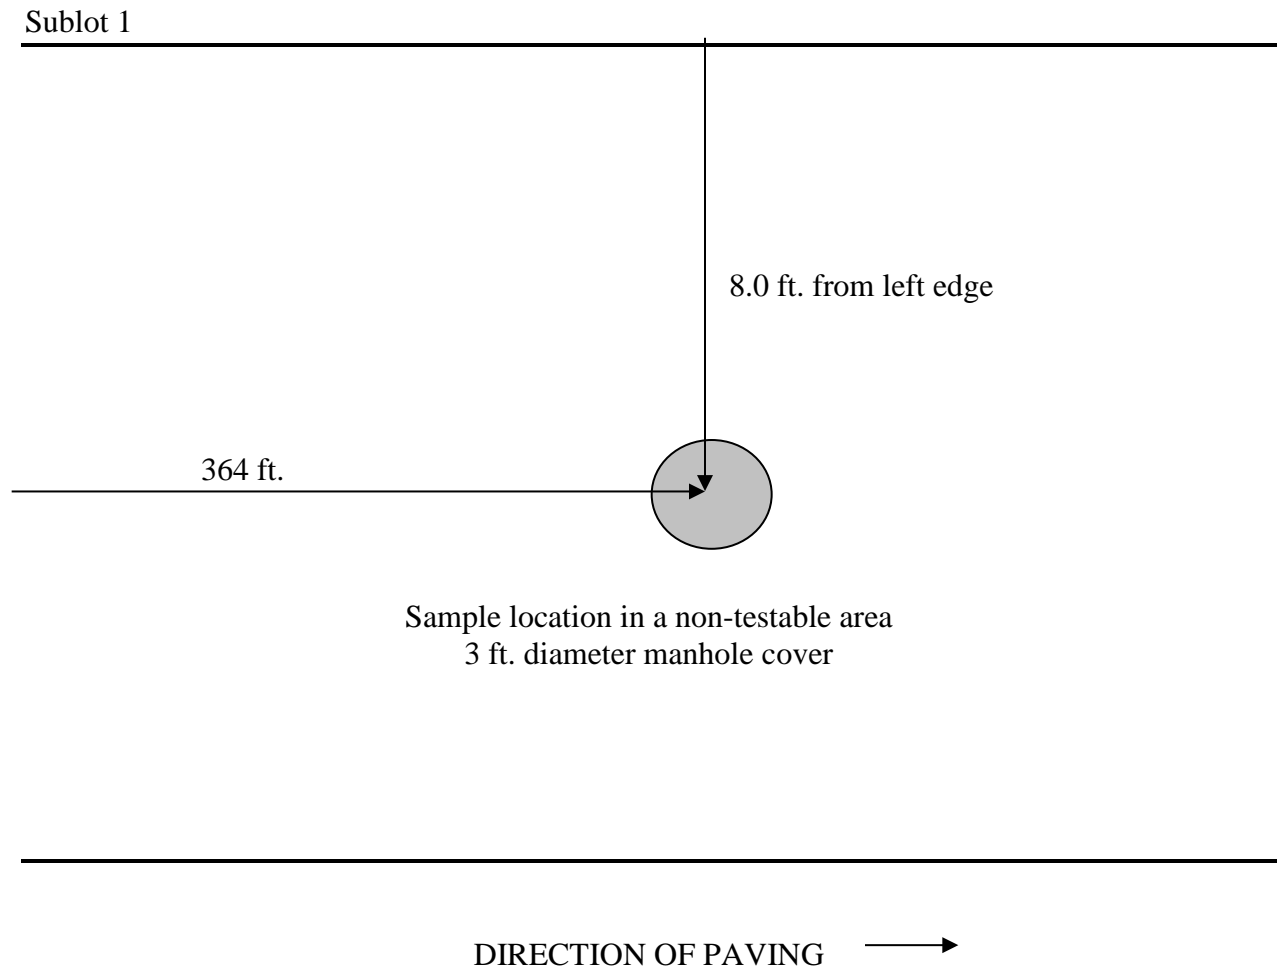 Sublot 1
8.0 ft. from left edge
364 ft.
Sample location in a non-testable area
3 ft. diameter manhole cover
DIRECTION OF PAVING